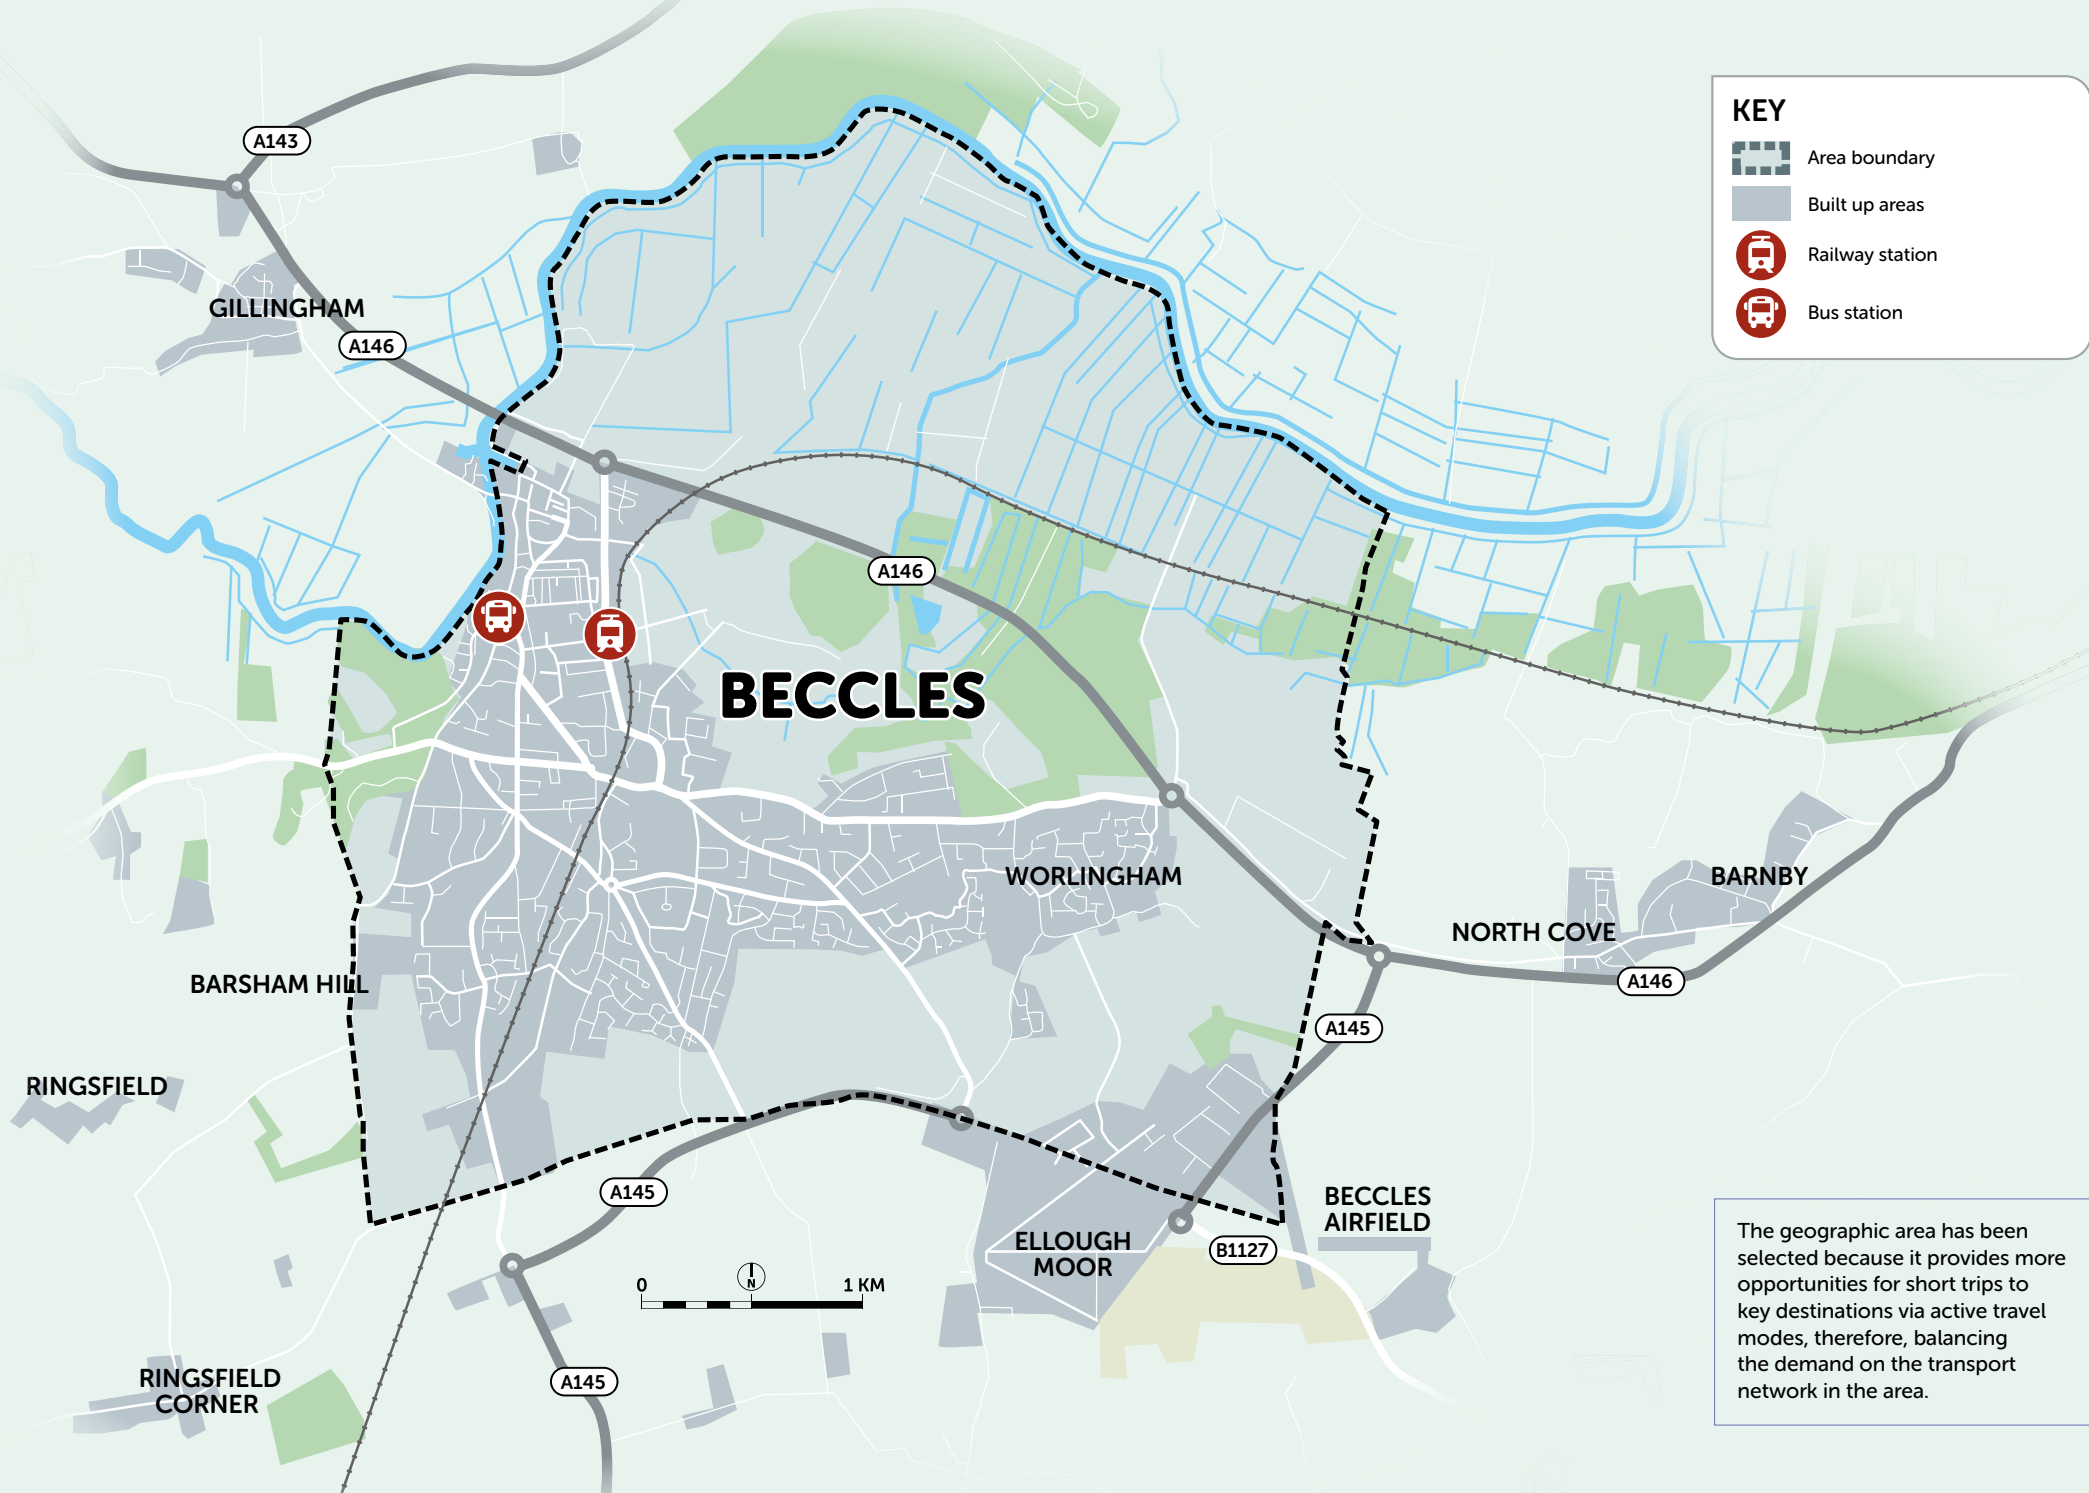 KEY
Area boundary
Built up areas
Railway station
Bus station
A143
GILLINGHAM
A146
A146
BECCLES
WORLINGHAM
BARNBY
NORTH COVE
A146
BARSHAM HILL
A145
RINGSFIELD
A145
BECCLES
AIRFIELD
ELLOUGH
MOOR
B1127
0
N
1 KM
RINGSFIELD
CORNER
A145
The geographic area has been
selected because it provides more
opportunities for short trips to
key destinations via active travel
modes, therefore, balancing
the demand on the transport
network in the area.